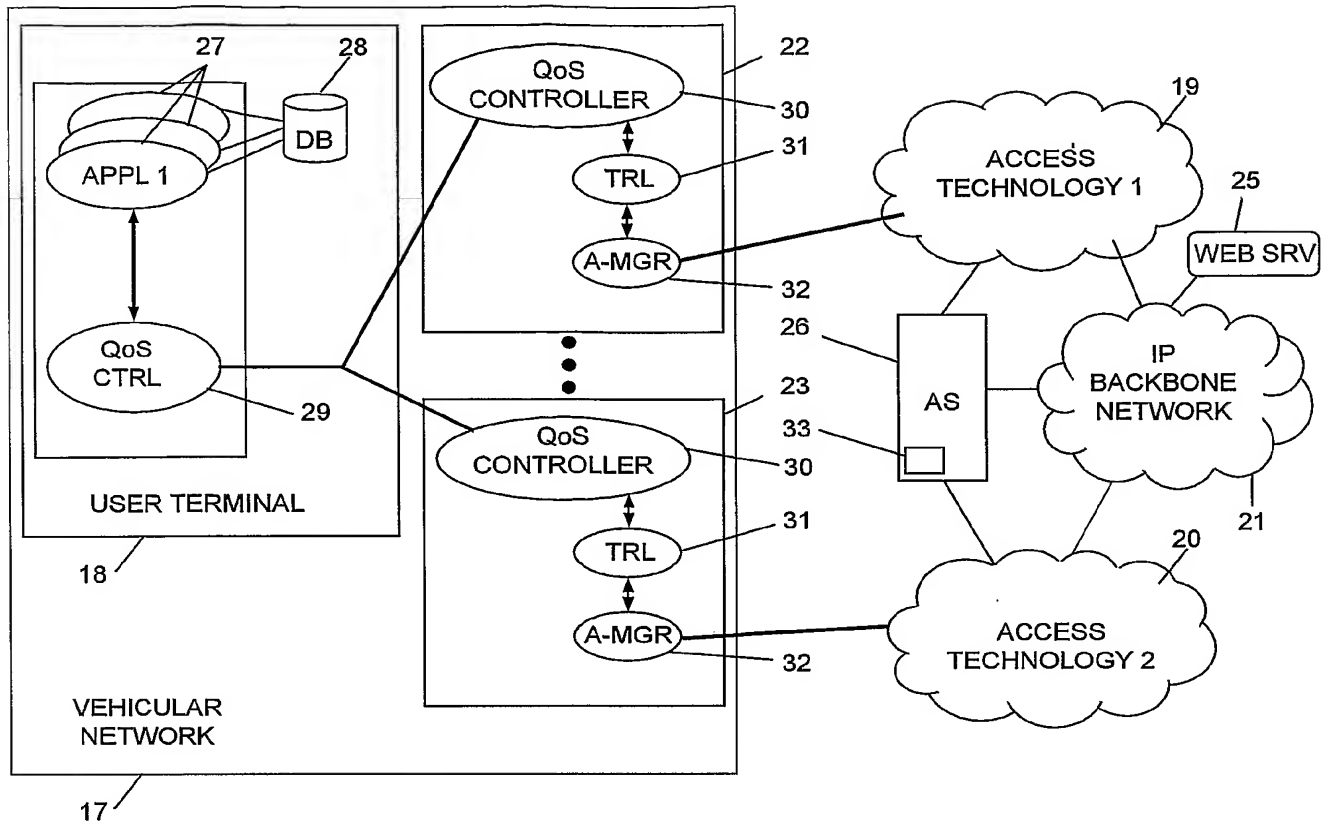 27
28
22
QoS
CONTROLLER
30
19
DB
APPL 1
31
TRL
ACCESS
TECHNOLOGY 1
25
WEB SRV
A-MGR
32
26
IP
BACKBONE
NETWORK
QoS
CTRL
29
23
AS
33
QoS
CONTROLLER
30
21
USER TERMINAL
18
31
TRL
20
A-MGR
32
ACCESS
TECHNOLOGY 2
VEHICULAR
NETWORK
17